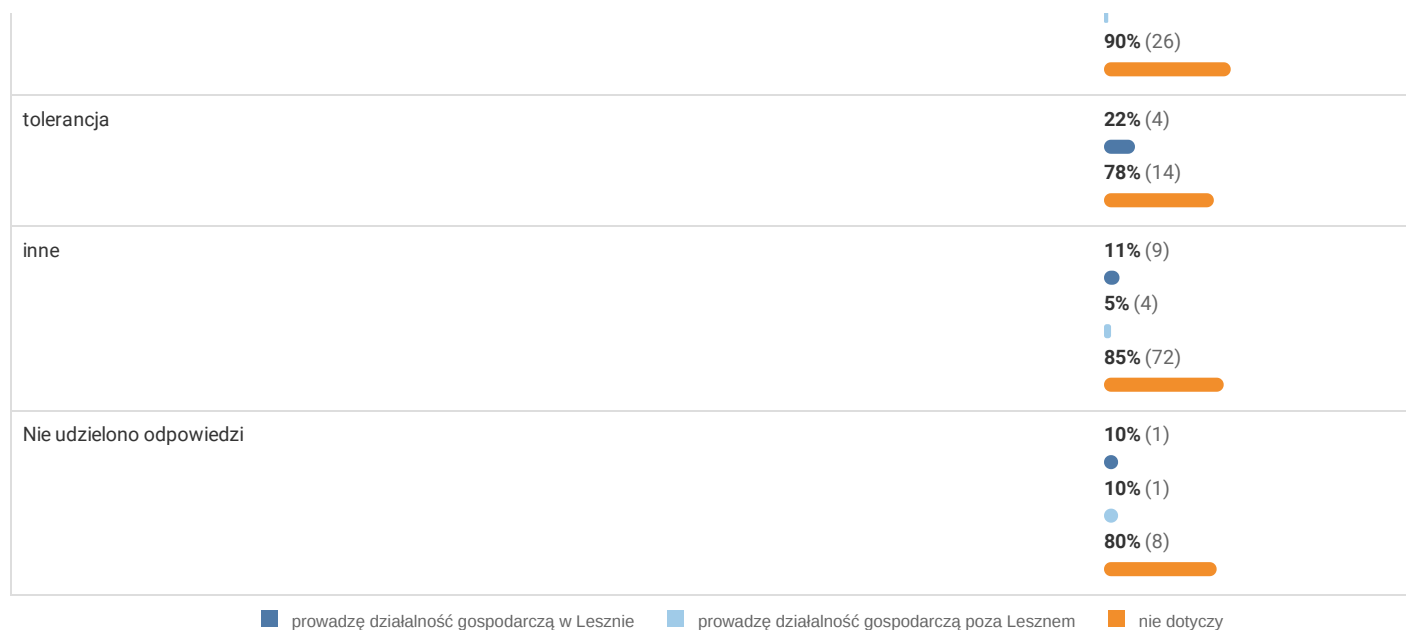 90% (26)
tolerancja
22% (4)
78% (14)
inne
11% (9)
5% (4)
85% (72)
Nie udzielono odpowiedzi
10% (1)
10% (1)
80% (8)
prowadzę działalność gospodarczą w Lesznie prowadzę działalność gospodarczą poza Lesznem nie dotyczy